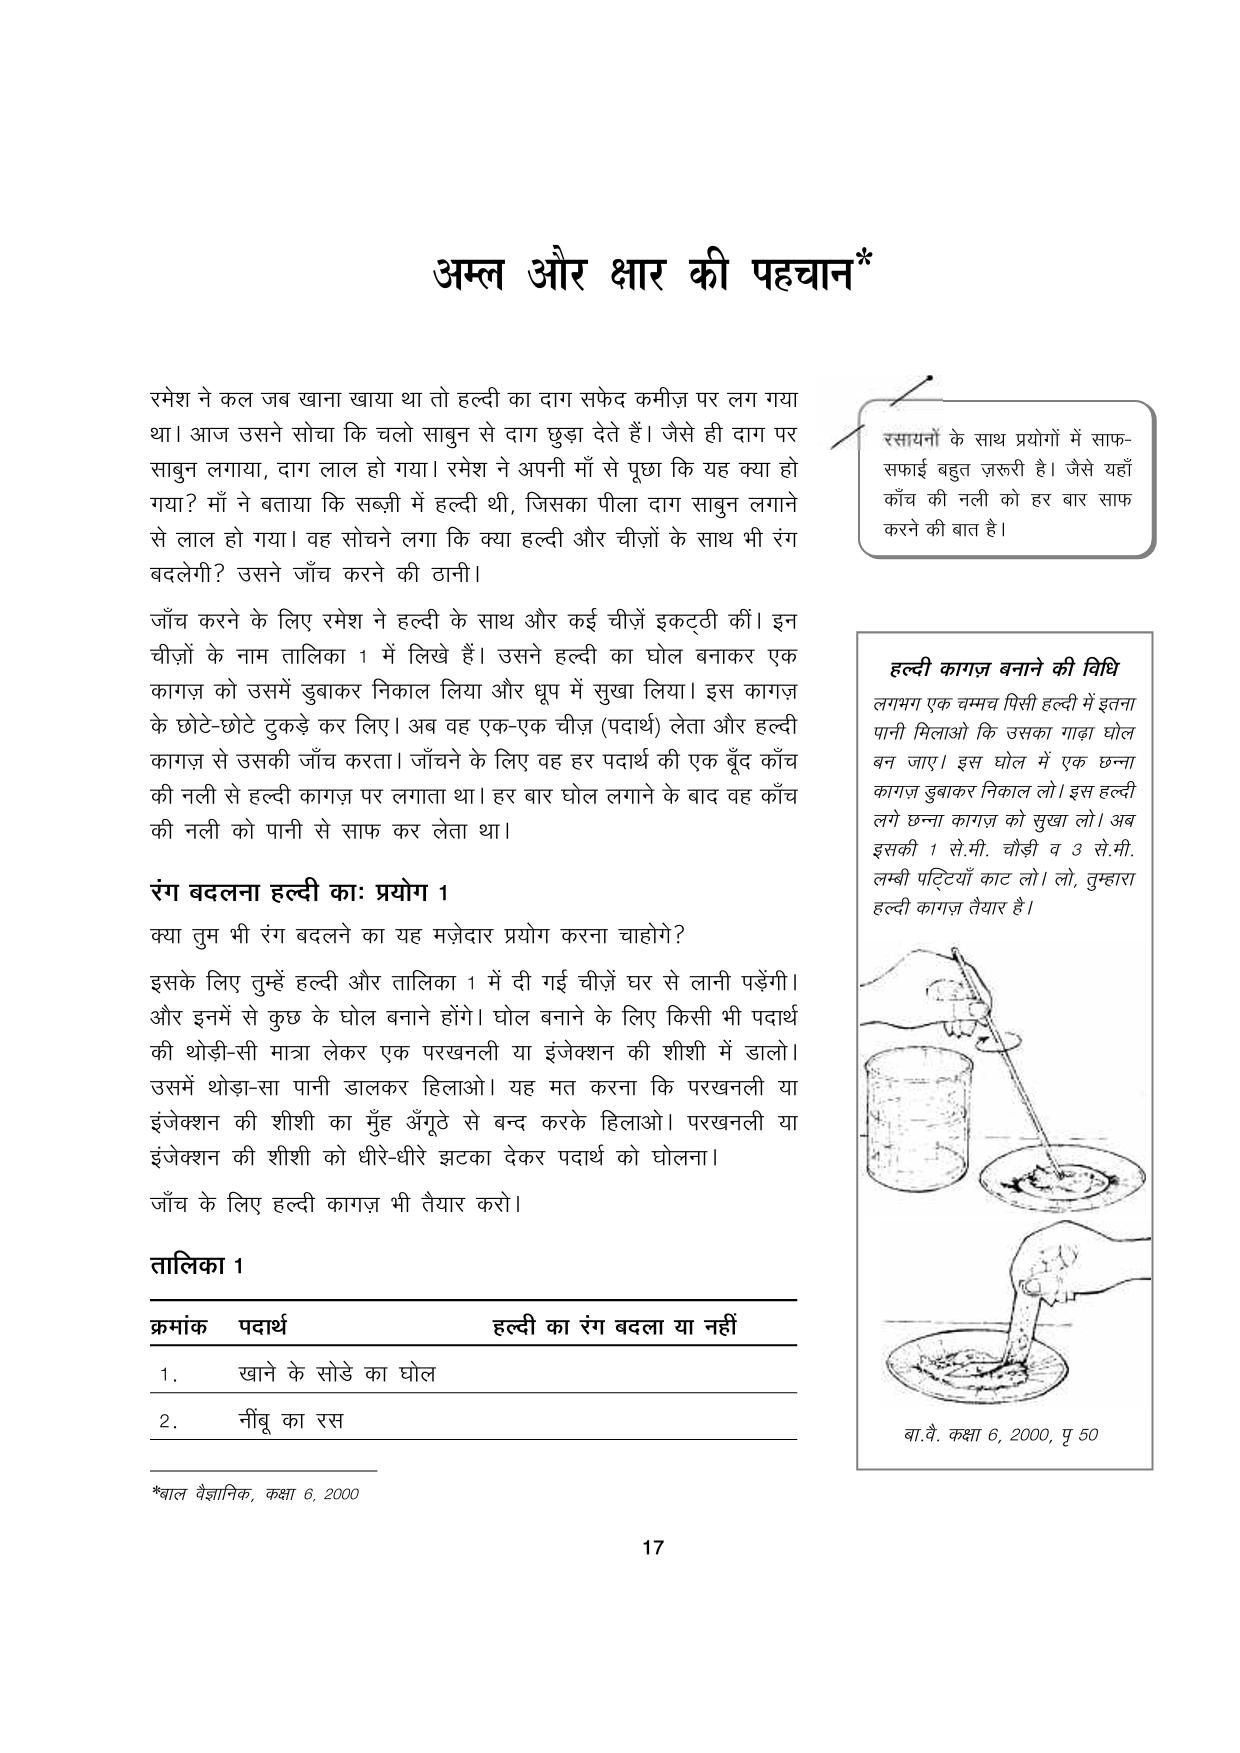 अम्ल और क्षार की पहचान*
रमेश ने कल जब खाना खाया था तो हल्दी का दाग सफेद कमीज़ पर लग गया
था। आज उसने सोचा कि चलो साबुन से दाग छुड़ा देते हैं। जैसे ही दाग पर
साबुन लगाया, दाग लाल हो गया। रमेश ने अपनी माँ से पूछा कि यह क्या हो
गया? माँ ने बताया कि सब्ज़ी में हल्दी थी, जिसका पीला दाग साबुन लगाने
से लाल हो गया। वह सोचने लगा कि क्या हल्दी और चीज़ों के साथ भी रंग
बदलेगी? उसने जाँच करने की ठानी।
जाँच करने के लिए रमेश ने हल्दी के साथ और कई चीज़ें इकट्ठी कीं। इन
चीज़ों के नाम तालिका 1 में लिखे हैं। उसने हल्दी का घोल बनाकर एक
कागज़ को उसमें डुबाकर निकाल लिया और धूप में सुखा लिया। इस कागज़
के छोटे-छोटे टुकड़े कर लिए। अब वह एक-एक चीज़ (पदार्थ) लेता और हल्दी
कागज़ से उसकी जाँच करता। जाँचने के लिए वह हर पदार्थ की एक बूँद काँच
की नली से हल्दी कागज़ पर लगाता था। हर बार घोल लगाने के बाद वह काँच
की नली को पानी से साफ कर लेता था।
रंग बदलना हल्दी काः प्रयोग 1
क्या तुम भी रंग बदलने का यह मज़ेदार प्रयोग करना चाहोगे?
इसके लिए तुम्हें हल्दी और तालिका 1 में दी गई चीज़ें घर से लानी पड़ेंगी।
और इनमें से कुछ के घोल बनाने होंगे। घोल बनाने के लिए किसी भी पदार्थ
की थोड़ी-सी मात्रा लेकर एक परखनली या इंजेक्शन की शीशी में डालो।
उसमें थोड़ा-सा पानी डालकर हिलाओ। यह मत करना कि परखनली या
इंजेक्शन की शीशी का मुँह अँगूठे से बन्द करके हिलाओ। परखनली या
इंजेक्शन की शीशी को धीरे-धीरे झटका देकर पदार्थ को घोलना।
जाँच के लिए हल्दी कागज़ भी तैयार करो।
तालिका 1
क्रमांक पदार्थ हल्दी का रंग बदला या नहीं
1. खाने के सोडे का घोल
2. नींबू का रस
*बाल वैज्ञानिक, कक्षा 6, 2000
रसायनों के साथ प्रयोगों में साफ-
सफाई बहुत ज़रूरी है। जैसे यहाँ
काँच की नली को हर बार साफ
करने की बात है।
हल्दी कागज़ बनाने की विधि
लगभग एक चम्मच पिसी हल्दी में इतना
पानी मिलाओ कि उसका गाढ़ा घोल
बन जाए। इस घोल में एक छन्ना
कागज़ डुबाकर निकाल लो। इस हल्दी
लगे छन्ना कागज़ को सुखा लो। अब
इसकी 1 से.मी. चौड़ी व 3 से.मी.
लम्बी पट्टियाँ काट लो। लो, तुम्हारा
हल्दी कागज़ तैयार है।
बा.वै. कक्षा 6, 2000, पृ 50
17